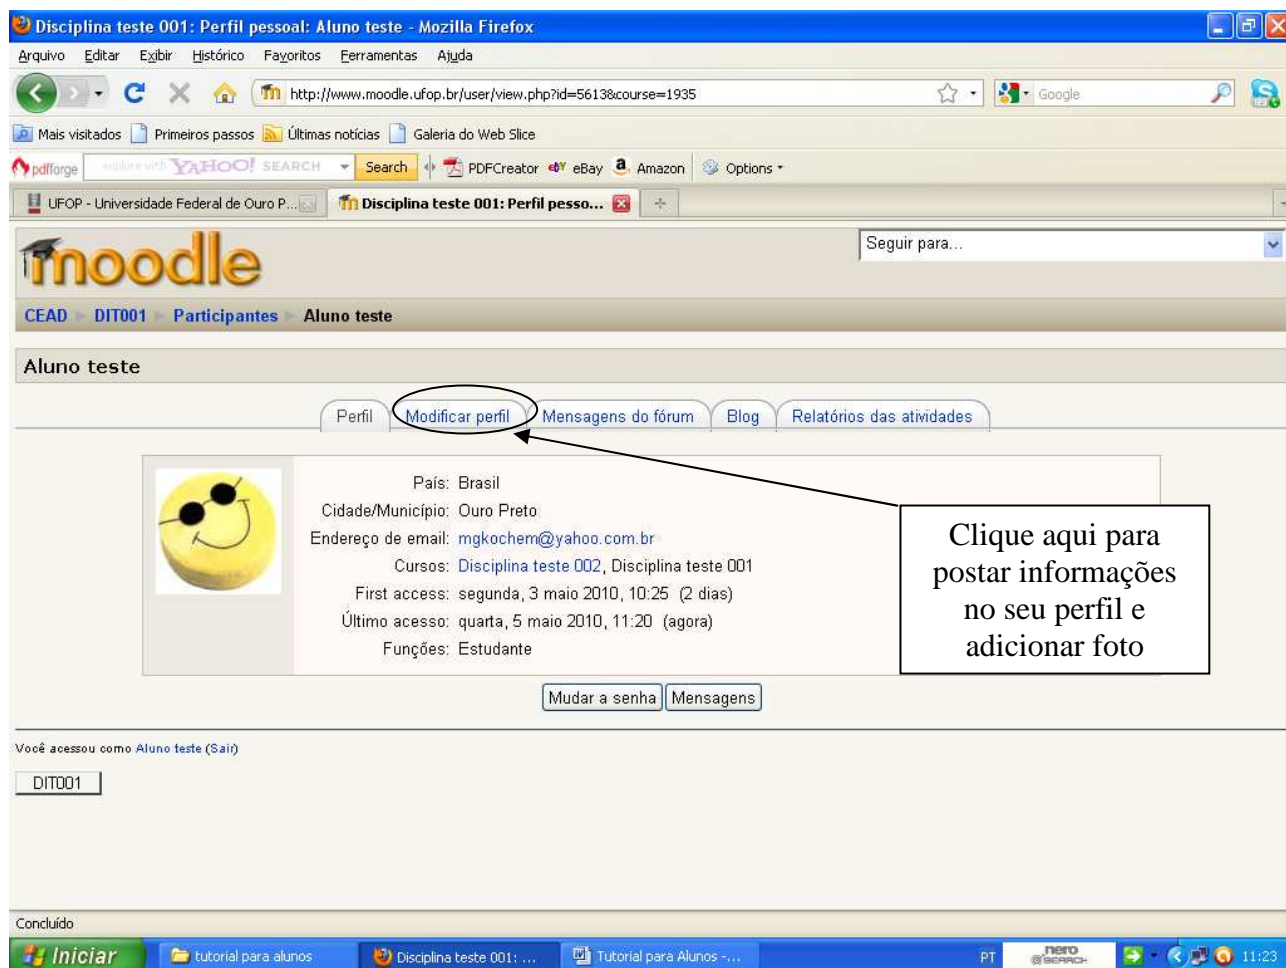 Disciplina teste 001: Perfil pessoal: Aluno teste - Mozilla Firefox
Arquivo Editar Exibir Histórico Favoritos Ferramentas Ajuda
http://www.moodle.ufop.br/user/view.php?id=5613&course=1935
Google
Mais visitados Primeiros passos Últimas notícias Galeria do Web Slice
pdfforge explore with YAHOO! SEARCH Search PDFCreator eBay Amazon Options
UFOP - Universidade Federal de Ouro P... Disciplina teste 001: Perfil pesso...
moodle
Seguir para...
CEAD DIT001 Participantes Aluno teste
Aluno teste
Perfil Modificar perfil Mensagens do fórum Blog Relatórios das atividades
País: Brasil
Cidade/Município: Ouro Preto
Endereço de email: mgkochem@yahoo.com.br
Cursos: Disciplina teste 002, Disciplina teste 001
First access: segunda, 3 maio 2010, 10:25 (2 dias)
Último acesso: quarta, 5 maio 2010, 11:20 (agora)
Funções: Estudante
Clique aqui para
postar informações
no seu perfil e
adicionar foto
Mudar a senha Mensagens
Você acessou como Aluno teste (Sair)
DIT001
Concluído
Iniciar tutorial para alunos Disciplina teste 001: ... Tutorial para Alunos -... PT nero SEARCH 11:23